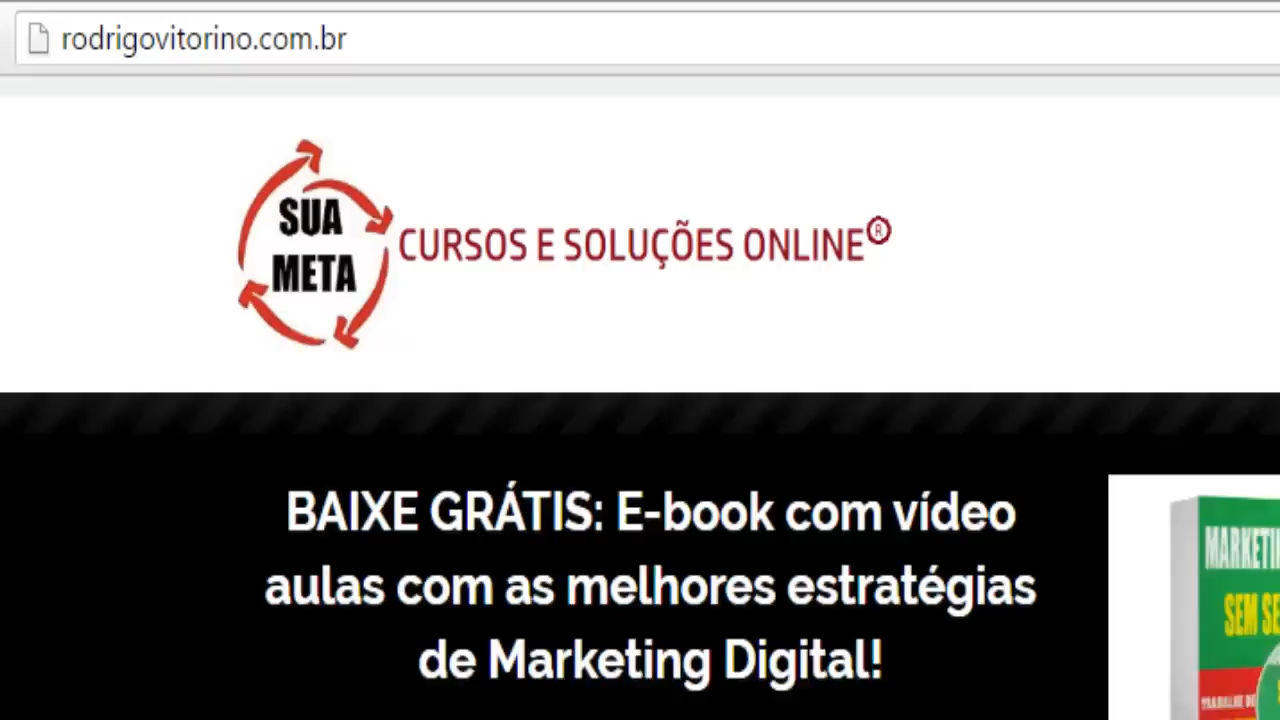 rodrigovitorino.com.br
SUA
META
CURSOS E SOLUÇÕES ONLINE®
BAIXE GRÁTIS: E-book com vídeo
aulas com as melhores estratégias
de Marketing Digital!
SEM